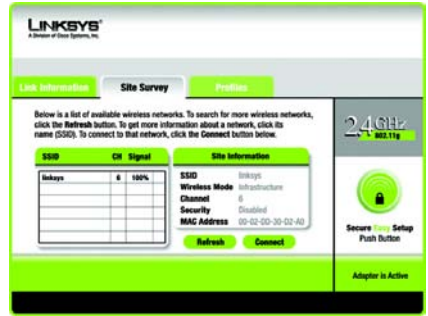 LINKSYS®
A Division of Cisco Systems, Inc.
Link Information
Site Survey
Profiles
Below is a list of available wireless networks. To search for more wireless networks,
click the Refresh button. To get more information about a network, click its
name (SSID). To connect to that network, click the Connect button below.
SSID CH Signal
linksys 6 100%
Site Information
SSID linksys
Wireless Mode Infrastructure
Channel 6
Security Disabled
MAC Address 00-02-DD-30-D2-A0
Refresh Connect
2.4GHz
802.11g
Secure Easy Setup
Push Button
Adapter is Active